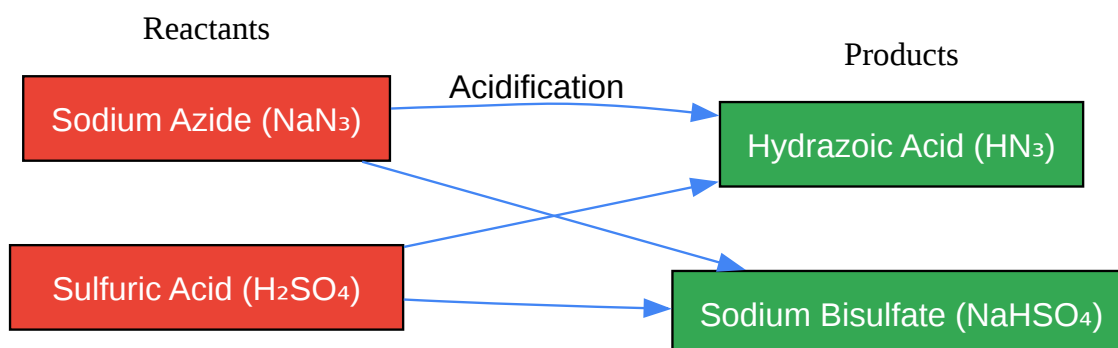 Reactants
Products
Acidification
Sodium Azide (NaN₃)
Hydrazoic Acid (HN₃)
Sulfuric Acid (H₂SO₄)
Sodium Bisulfate (NaHSO₄)